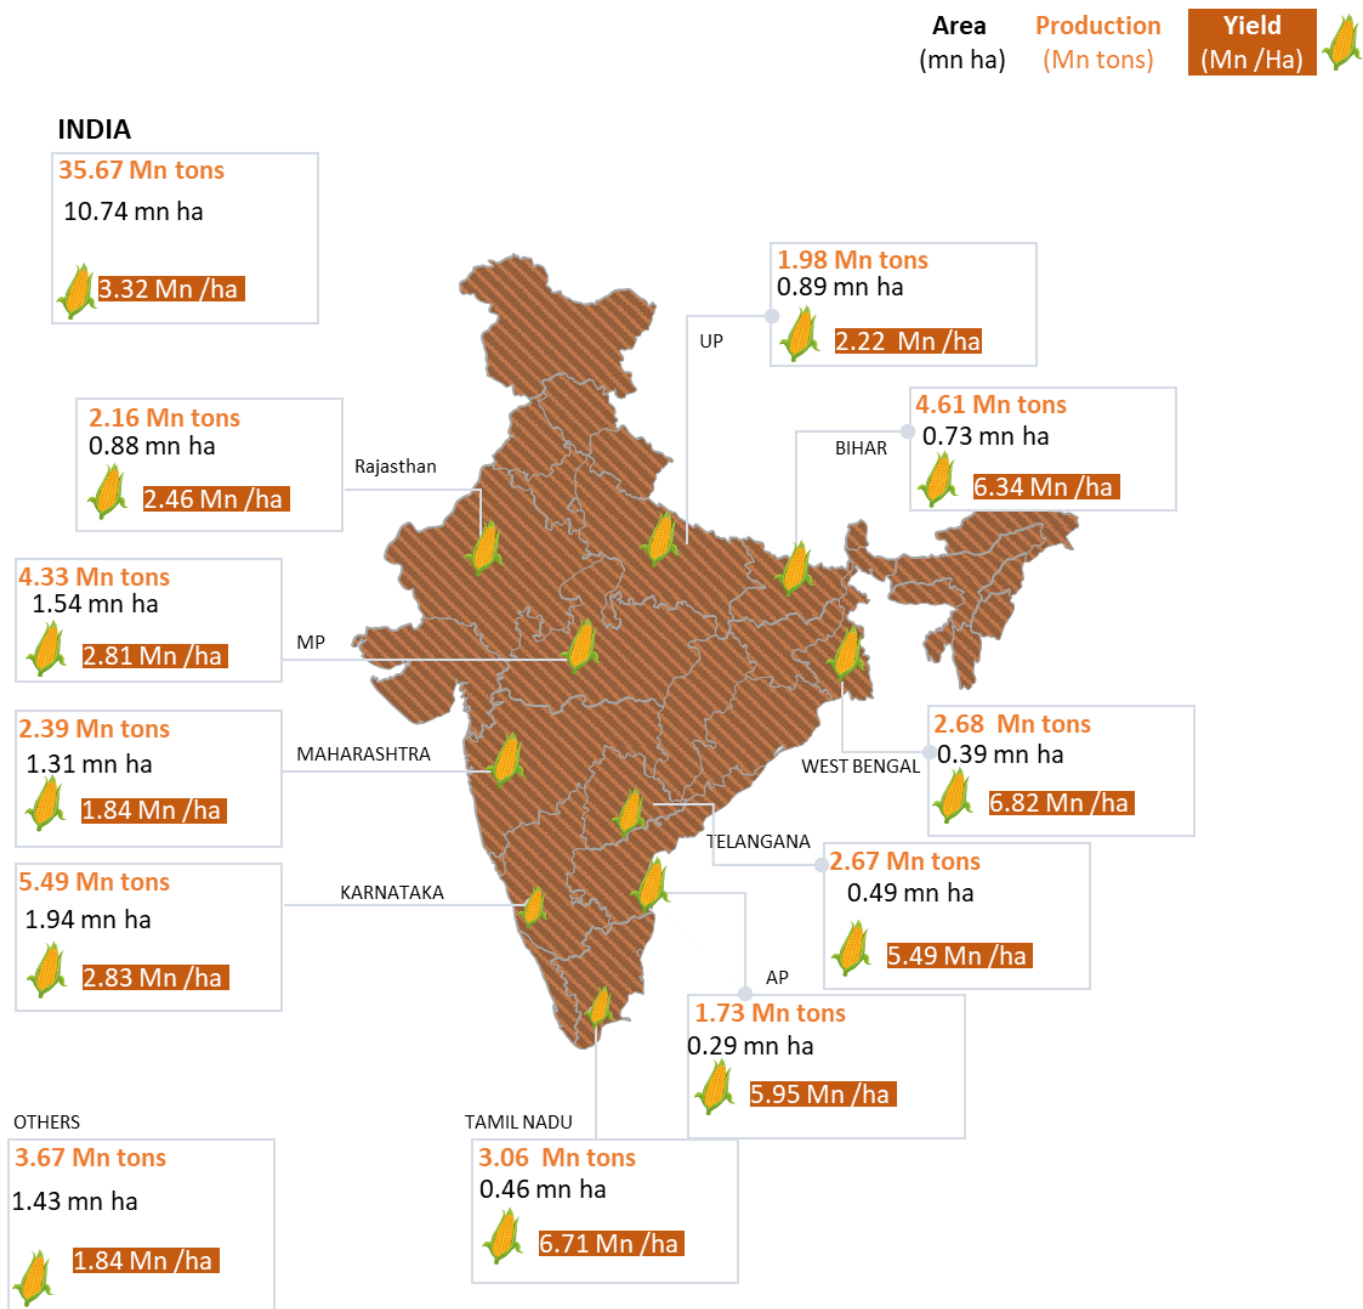 Area
(mn ha)
Production
(Mn tons)
Yield
(Mn /Ha)
INDIA
35.67 Mn tons
10.74 mn ha
3.32 Mn /ha
UP
1.98 Mn tons
0.89 mn ha
2.22 Mn /ha
Rajasthan
2.16 Mn tons
0.88 mn ha
2.46 Mn /ha
BIHAR
4.61 Mn tons
0.73 mn ha
6.34 Mn /ha
MP
4.33 Mn tons
1.54 mn ha
2.81 Mn /ha
MAHARASHTRA
2.39 Mn tons
1.31 mn ha
1.84 Mn /ha
WEST BENGAL
2.68 Mn tons
0.39 mn ha
6.82 Mn /ha
TELANGANA
2.67 Mn tons
0.49 mn ha
5.49 Mn /ha
KARNATAKA
5.49 Mn tons
1.94 mn ha
2.83 Mn /ha
AP
1.73 Mn tons
0.29 mn ha
5.95 Mn /ha
OTHERS
3.67 Mn tons
1.43 mn ha
1.84 Mn /ha
TAMIL NADU
3.06 Mn tons
0.46 mn ha
6.71 Mn /ha